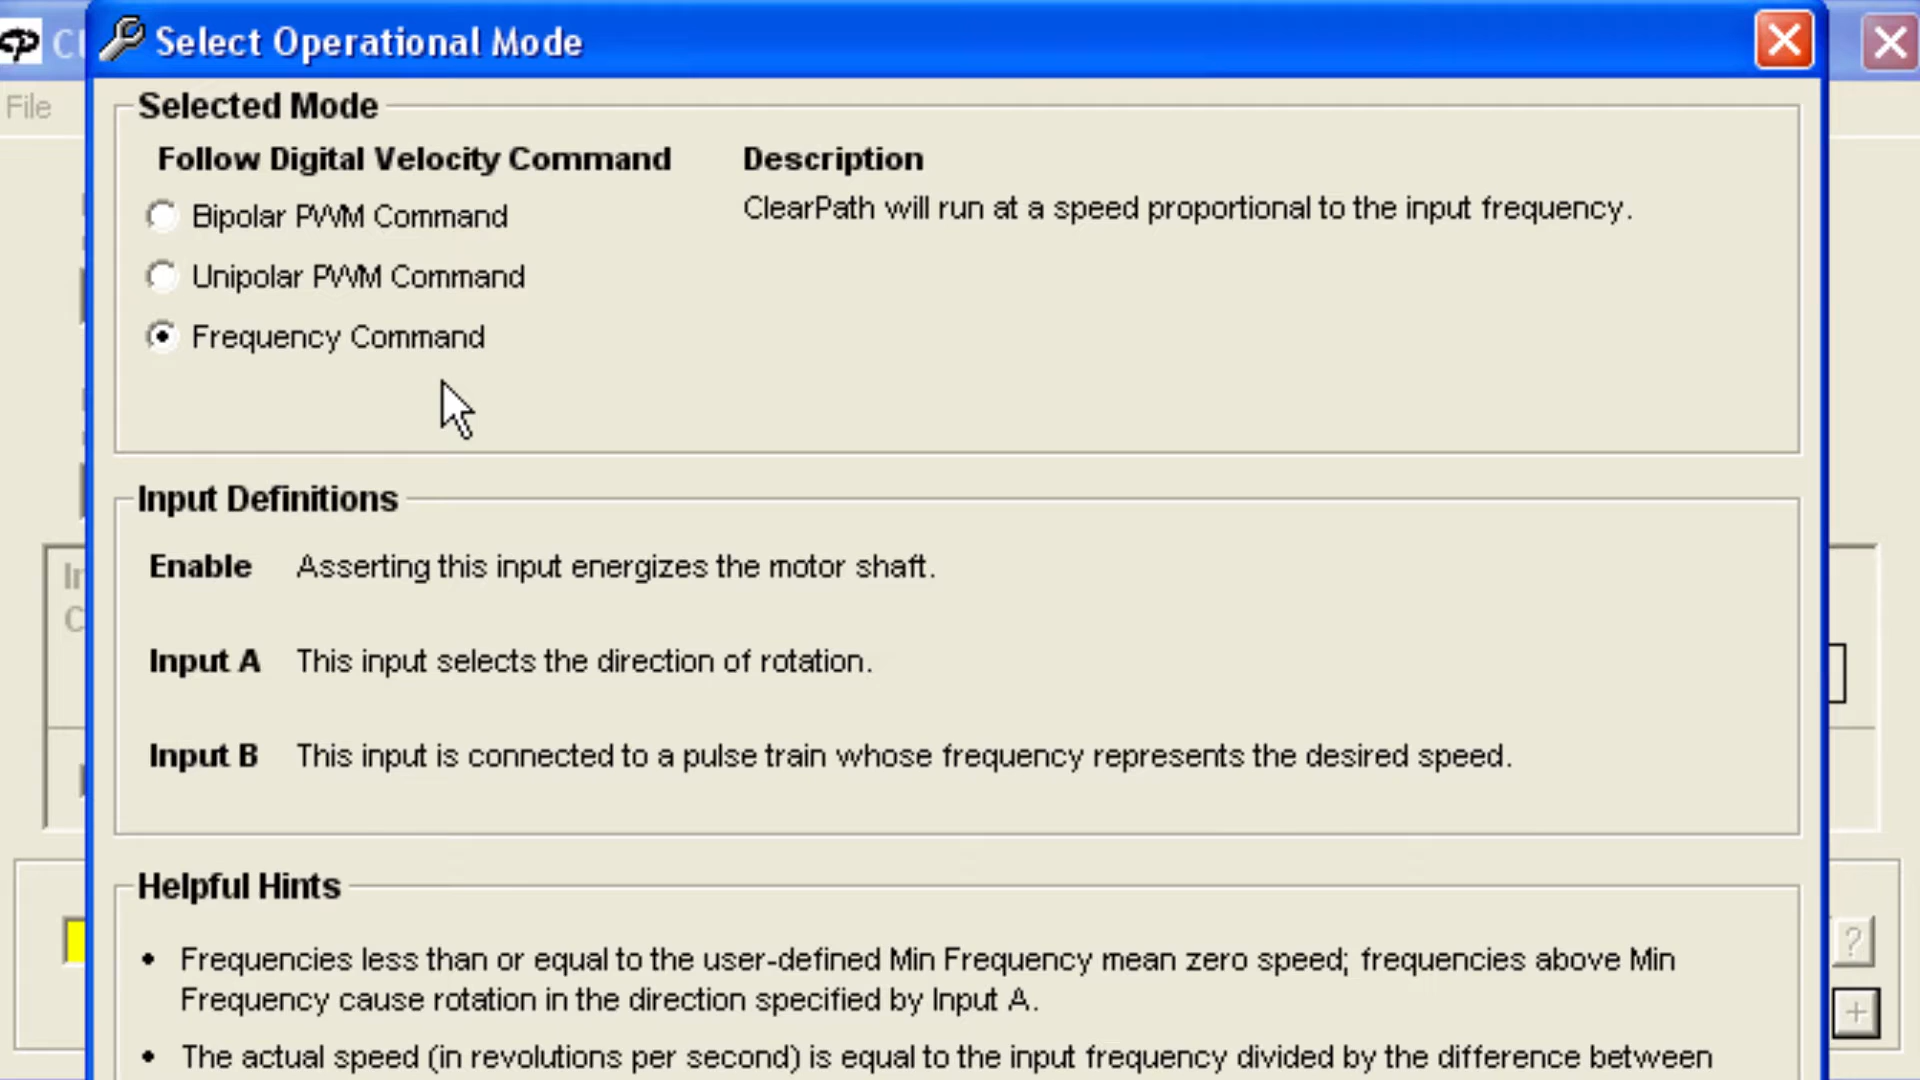 Select Operational Mode
File
Selected Mode
Follow Digital Velocity Command
Description
Bipolar PWM Command
ClearPath will run at a speed proportional to the input frequency.
Unipolar PWM Command
Frequency Command
Input Definitions
Enable Asserting this input energizes the motor shaft.
Input A This input selects the direction of rotation.
Input B This input is connected to a pulse train whose frequency represents the desired speed.
Helpful Hints
• Frequencies less than or equal to the user-defined Min Frequency mean zero speed; frequencies above Min
Frequency cause rotation in the direction specified by Input A.
?
+
• The actual speed (in revolutions per second) is equal to the input frequency divided by the difference between